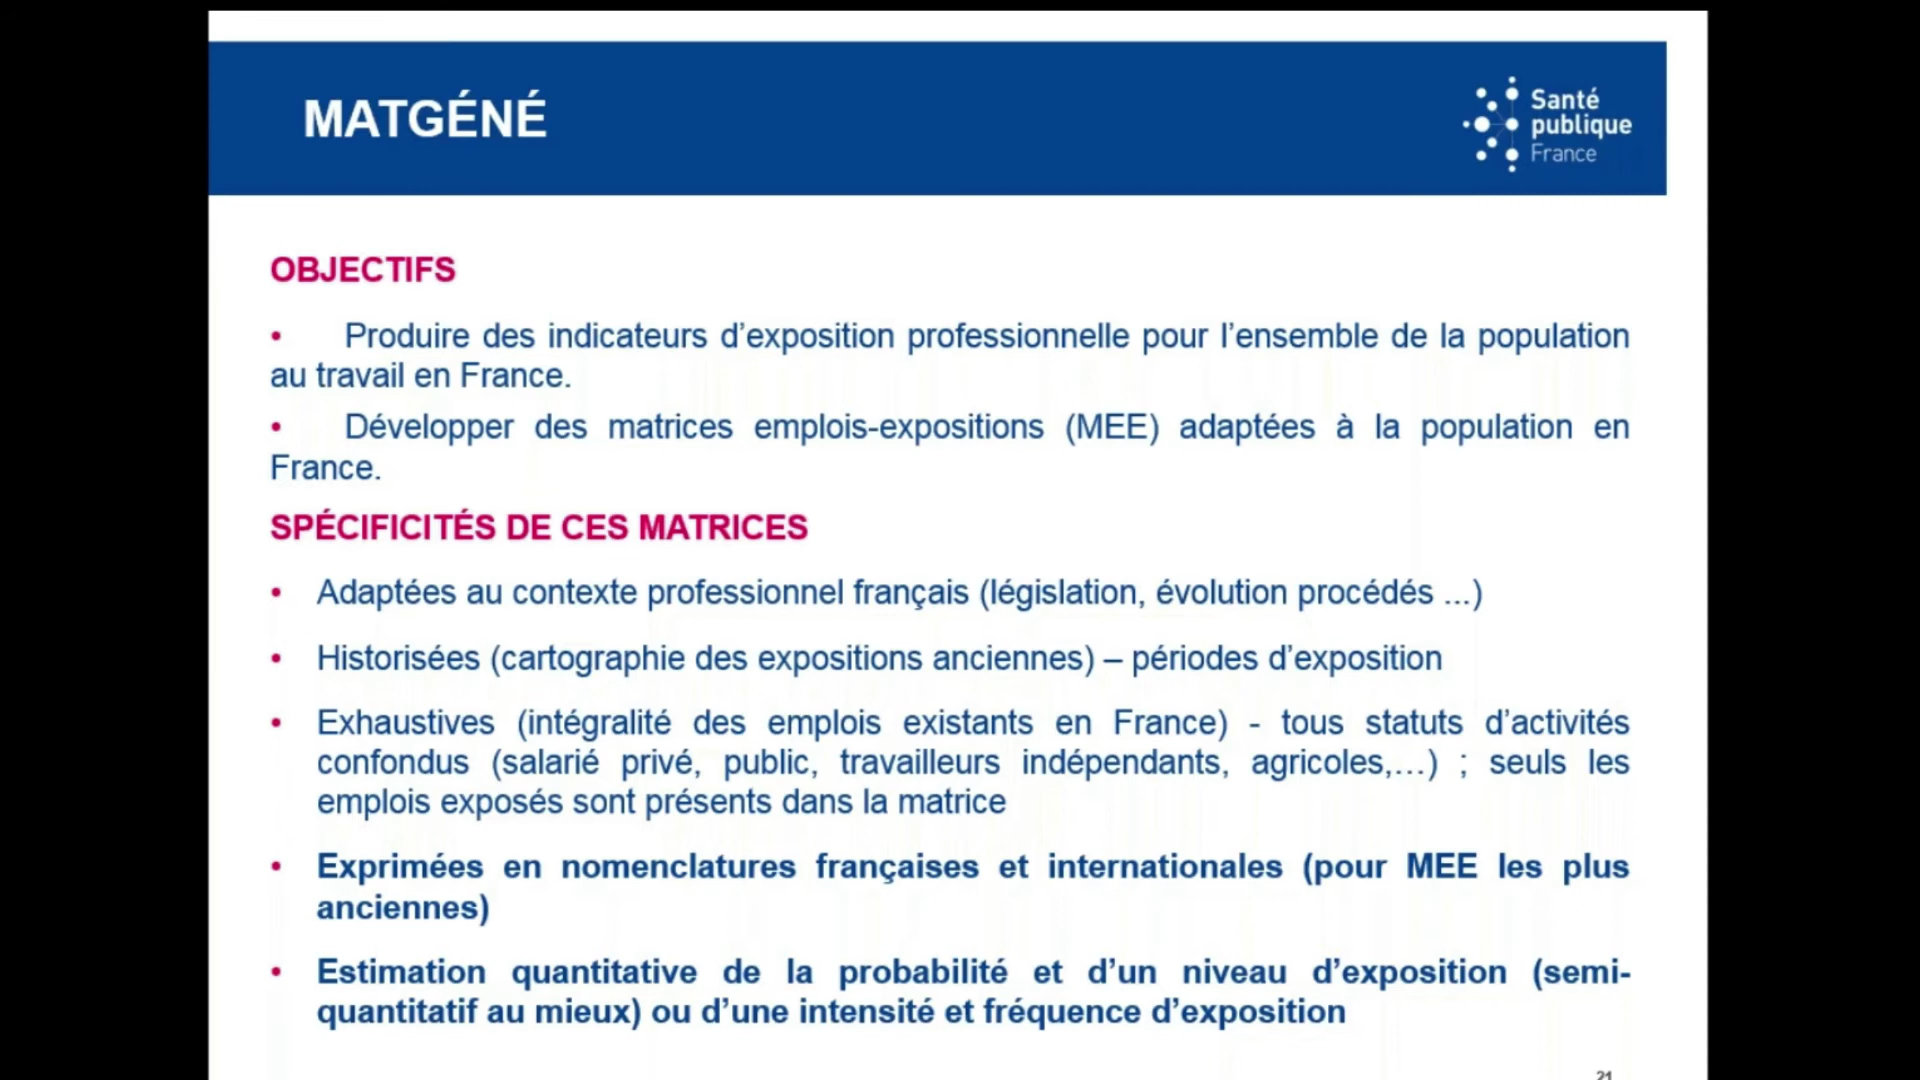 MATGÉNÉ
Santé
publique
France
OBJECTIFS
• Produire des indicateurs d’exposition professionnelle pour l’ensemble de la population
au travail en France.
• Développer des matrices emplois-expositions (MEE) adaptées à la population en
France.
SPÉCIFICITÉS DE CES MATRICES
• Adaptées au contexte professionnel français (législation, évolution procédés ...)
• Historisées (cartographie des expositions anciennes) – périodes d’exposition
• Exhaustives (intégralité des emplois existants en France) - tous statuts d’activités
confondus (salarié privé, public, travailleurs indépendants, agricoles,…) ; seuls les
emplois exposés sont présents dans la matrice
• Exprimées en nomenclatures françaises et internationales (pour MEE les plus
anciennes)
• Estimation quantitative de la probabilité et d’un niveau d’exposition (semi-
quantitatif au mieux) ou d’une intensité et fréquence d’exposition
21